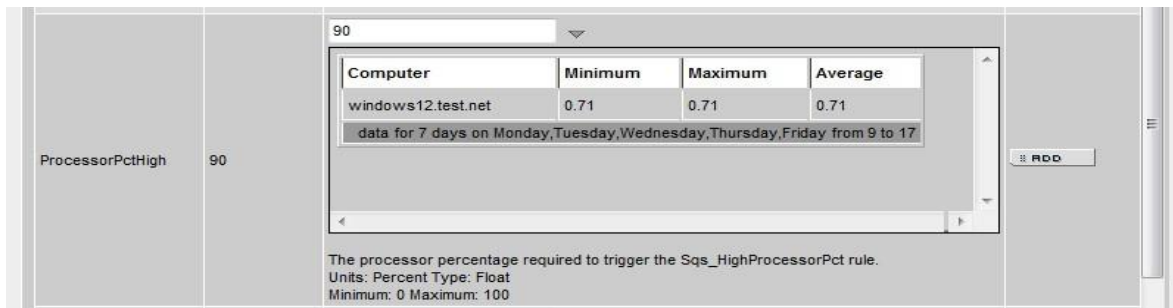 90
Computer Minimum Maximum Average
windows12.test.net 0.71 0.71 0.71
data for 7 days on Monday,Tuesday,Wednesday,Thursday,Friday from 9 to 17
ProcessorPctHigh 90 ADD
The processor percentage required to trigger the Sqs_HighProcessorPct rule.
Units: Percent Type: Float
Minimum: 0 Maximum: 100